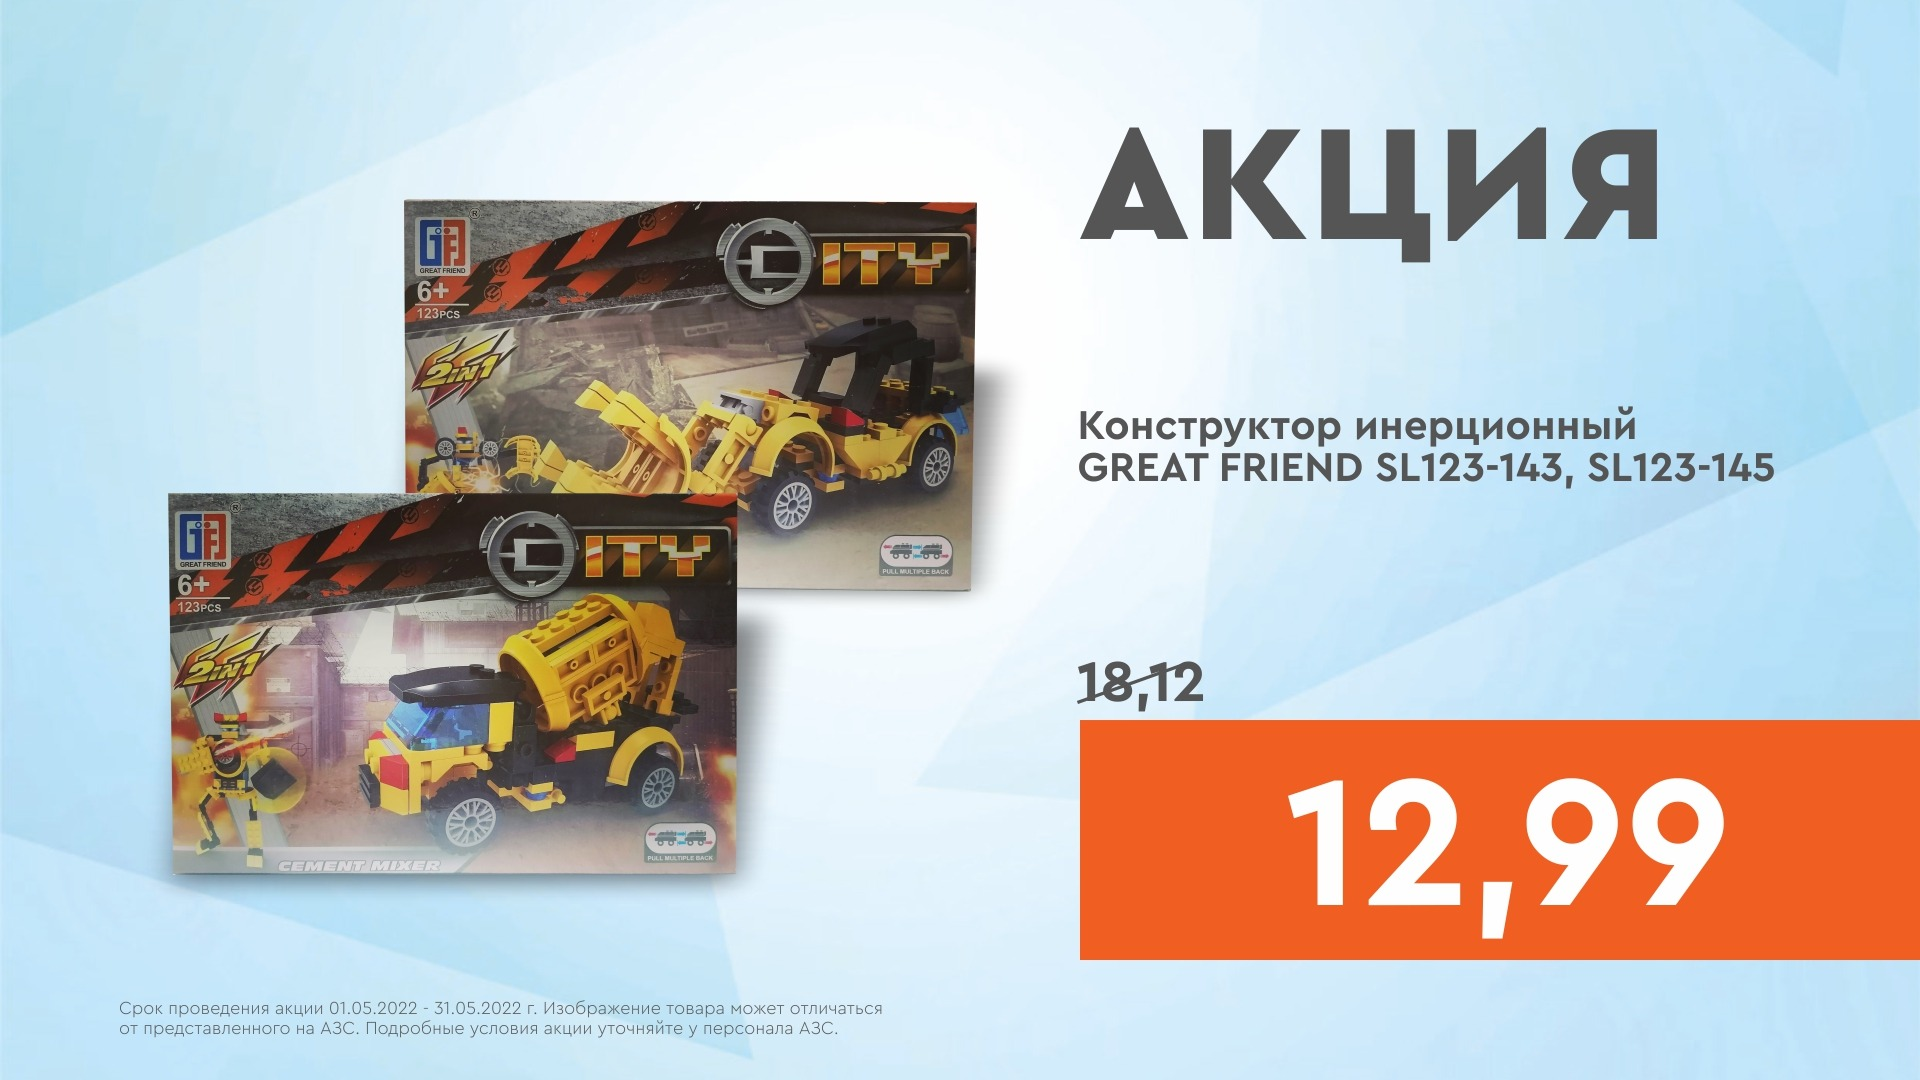 АКЦИЯ
GREAT FRIEND
®
6+
123PCS
2IN1
CITY
PULL MULTIPLE BACK
GREAT FRIEND
®
6+
123PCS
2IN1
CITY
CEMENT MIXER
PULL MULTIPLE BACK
Конструктор инерционный
GREAT FRIEND SL123-143, SL123-145
18,12
12,99
Срок проведения акции 01.05.2022 - 31.05.2022 г. Изображение товара может отличаться
от представленного на АЗС. Подробные условия акции уточняйте у персонала АЗС.